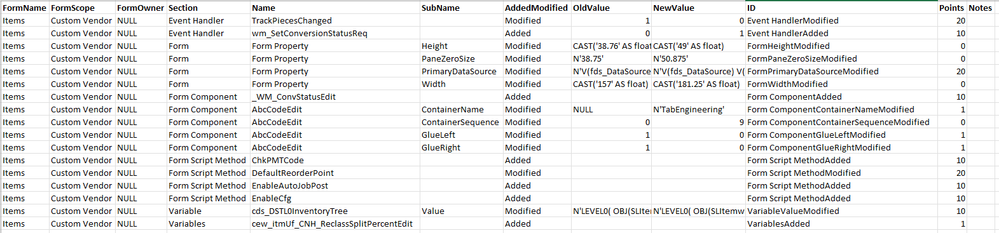 FormName FormScope FormOwner Section Name SubName AddedModified OldValue NewValue ID Points Notes
Items Custom Vendor NULL Event Handler TrackPiecesChanged Modified 1 0 Event HandlerModified 20
Items Custom Vendor NULL Event Handler wm_SetConversionStatusReq Added 0 1 Event HandlerAdded 10
Items Custom Vendor NULL Form Form Property Height Modified CAST('38.76' AS float CAST('49' AS float) FormHeightModified 0
Items Custom Vendor NULL Form Form Property PaneZeroSize Modified N'38.75' N'50.875' FormPaneZeroSizeModified 0
Items Custom Vendor NULL Form Form Property PrimaryDataSource Modified N'V(fds_DataSource N'V(fds_DataSource) V( FormPrimaryDataSourceModified 20
Items Custom Vendor NULL Form Form Property Width Modified CAST('157' AS float) CAST('181.25' AS float) FormWidthModified 0
Items Custom Vendor NULL Form Component _WM_ConvStatusEdit Added Form ComponentAdded 10
Items Custom Vendor NULL Form Component AbcCodeEdit ContainerName Modified NULL N'TabEngineering' Form ComponentContainerNameModified 1
Items Custom Vendor NULL Form Component AbcCodeEdit ContainerSequence Modified 0 9 Form ComponentContainerSequenceModified 0
Items Custom Vendor NULL Form Component AbcCodeEdit GlueLeft Modified 1 0 Form ComponentGlueLeftModified 1
Items Custom Vendor NULL Form Component AbcCodeEdit GlueRight Modified 1 0 Form ComponentGlueRightModified 1
Items Custom Vendor NULL Form Script Method ChkPMTCode Added Form Script MethodAdded 10
Items Custom Vendor NULL Form Script Method DefaultReorderPoint Modified Form Script MethodModified 20
Items Custom Vendor NULL Form Script Method EnableAutoJobPost Added Form Script MethodAdded 10
Items Custom Vendor NULL Form Script Method EnableCfg Added Form Script MethodAdded 10
Items Custom Vendor NULL Variable cds_DSTL0InventoryTree Value Modified N'LEVEL0( OBJ(SLIter N'LEVEL0( OBJ(SLItemw VariableValueModified 10
Items Custom Vendor NULL Variables cew_itmUf_CNH_ReclassSplitPercentEdit Added VariablesAdded 1